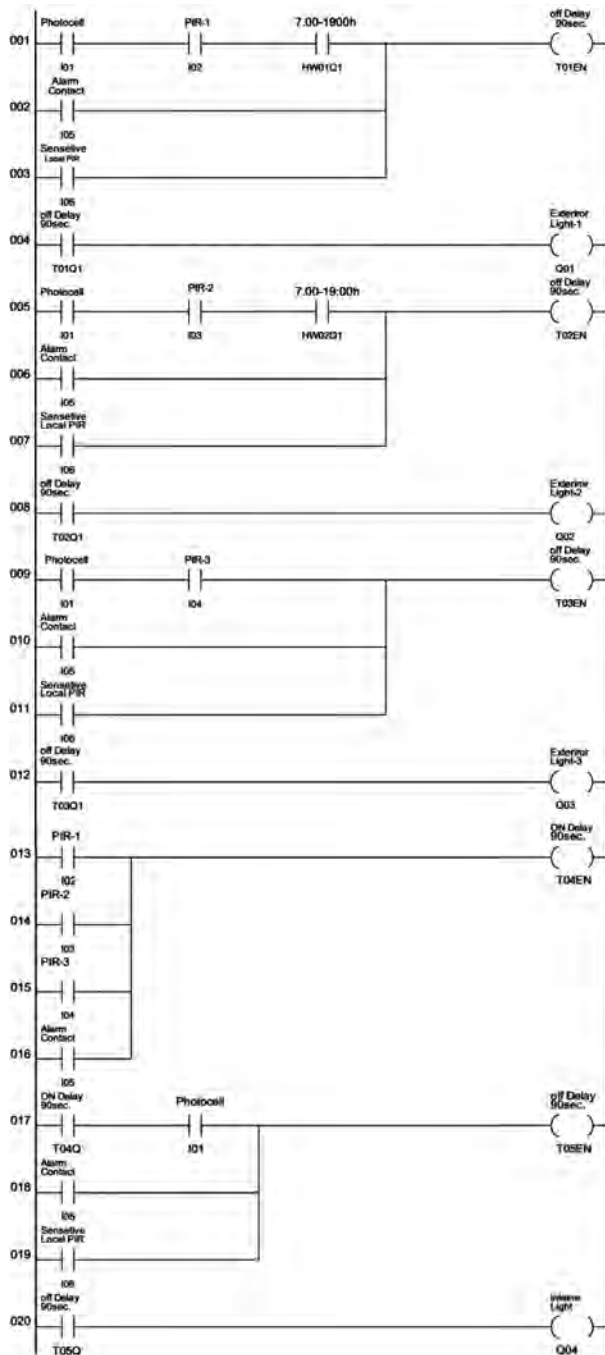 Photocell PIR-1 7.00-1900h off Delay 90sec.
001
I01 I02 HW01Q1 T01EN
Alarm Contact
002
I05
Sensetive Local PIR
003
I06
off Delay 90sec. Exteriror Light-1
004
T01Q1 Q01
Photocell PIR-2 7.00-19:00h off Delay 90sec.
005
I01 I03 HW02Q1 T02EN
Alarm Contact
006
I05
Sensetive Local PIR
007
I06
off Delay 90sec. Exteriror Light-2
008
T02Q1 Q02
Photocell PIR-3 off Delay 90sec.
009
I01 I04 T03EN
Alarm Contact
010
I05
Sensetive Local PIR
011
I06
off Delay 90sec. Exteriror Light-3
012
T03Q1 Q03
PIR-1 ON Delay 90sec.
013
I02 T04EN
PIR-2
014
I03
PIR-3
015
I04
Alarm Contact
016
I05
ON Delay 90sec. Photocell off Delay 90sec.
017
T04Q I01 T05EN
Alarm Contact
018
Sensetive Local PIR
019
I06
off Delay 90sec. Light
020
T05Q Q04